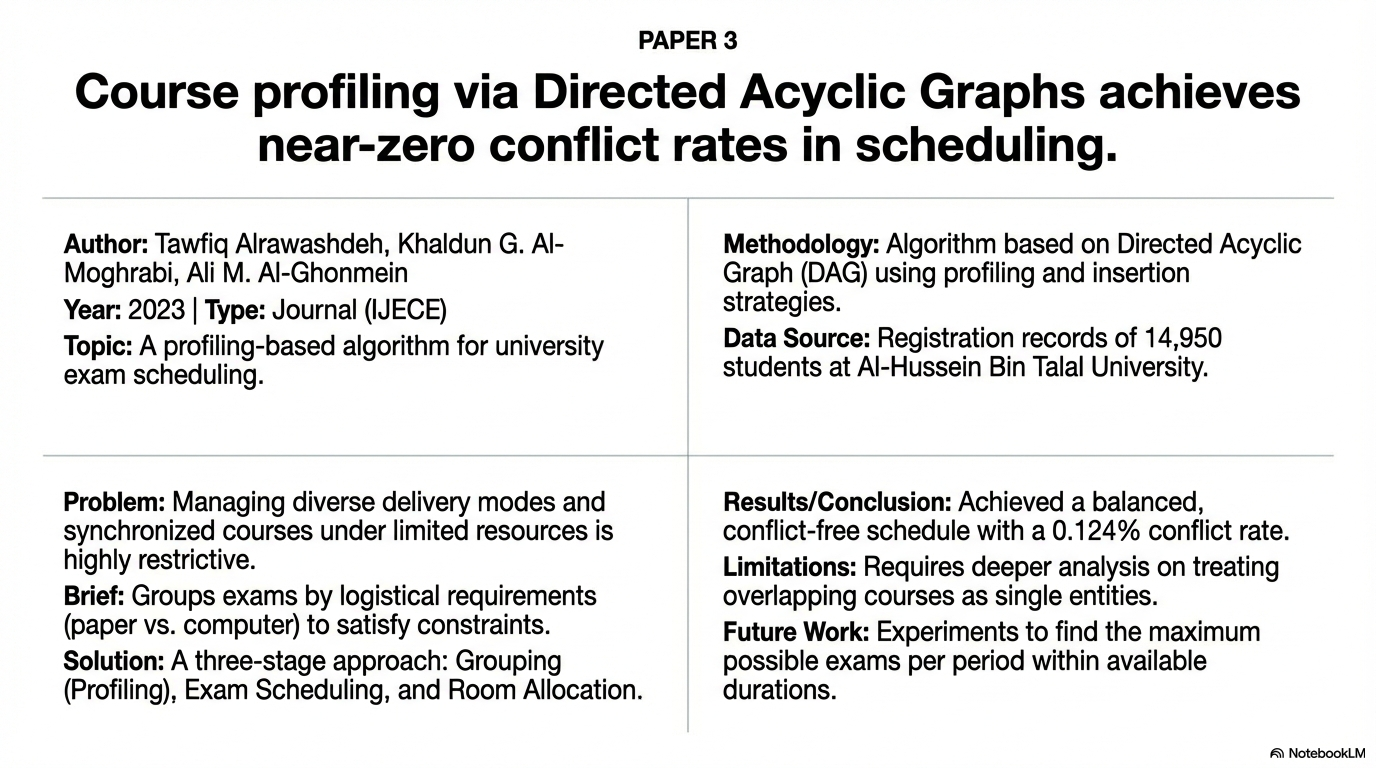 PAPER 3
Course profiling via Directed Acyclic Graphs achieves
near-zero conflict rates in scheduling.
Author: Tawfiq Alrawashdeh, Khaldun G. Al-
Moghrabi, Ali M. Al-Ghonmein
Year: 2023 | Type: Journal (IJECE)
Topic: A profiling-based algorithm for university
exam scheduling.
Methodology: Algorithm based on Directed Acyclic
Graph (DAG) using profiling and insertion
strategies.
Data Source: Registration records of 14,950
students at Al-Hussein Bin Talal University.
Problem: Managing diverse delivery modes and
synchronized courses under limited resources is
highly restrictive.
Brief: Groups exams by logistical requirements
(paper vs. computer) to satisfy constraints.
Solution: A three-stage approach: Grouping
(Profiling), Exam Scheduling, and Room Allocation.
Results/Conclusion: Achieved a balanced,
conflict-free schedule with a 0.124% conflict rate.
Limitations: Requires deeper analysis on treating
overlapping courses as single entities.
Future Work: Experiments to find the maximum
possible exams per period within available
durations.
NotebookLM